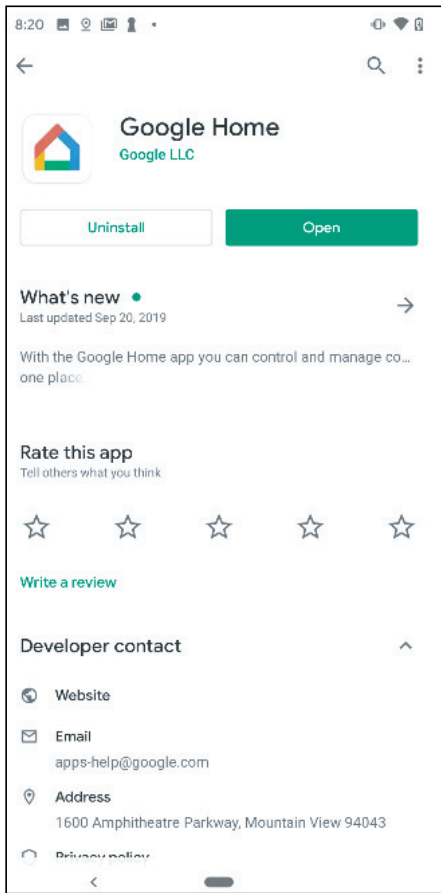 8:20
Google Home
Google LLC
Uninstall
Open
What's new
Last updated Sep 20, 2019
With the Google Home app you can control and manage co...
one place
Rate this app
Tell others what you think
Write a review
Developer contact
Website
Email
apps-help@google.com
Address
1600 Amphitheatre Parkway, Mountain View 94043
Privacy policy